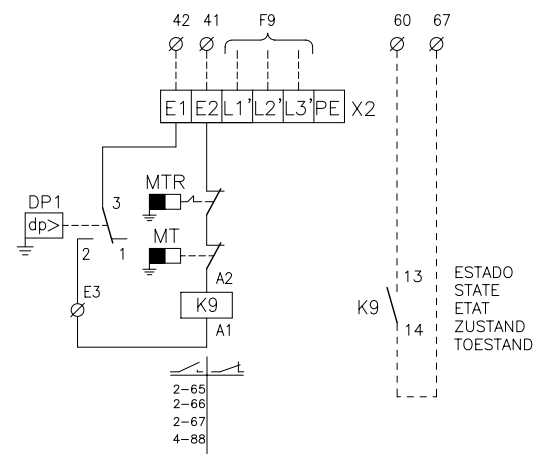 42 41 F9 60 67
E1 E2 L1' L2' L3' PE X2
MTR
DP1 3
dp>
MT
2 1
A2 13 ESTADO
E3 STATE
K9 K9 ETAT
14 ZUSTAND
A1 TOESTAND
2-65
2-66
2-67
4-88